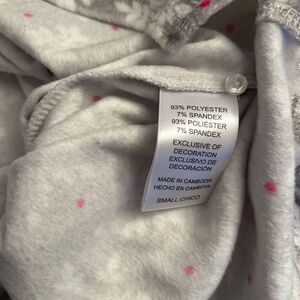 93% POLYESTER
7% SPANDEX
93% POLIÉSTER
7% SPANDEX
EXCLUSIVE OF
DECORATION
EXCLUSIVO DE
DECORACIÓN
MADE IN CAMBODIA
HECHO EN CAMBOYA
SMALL/CHICO